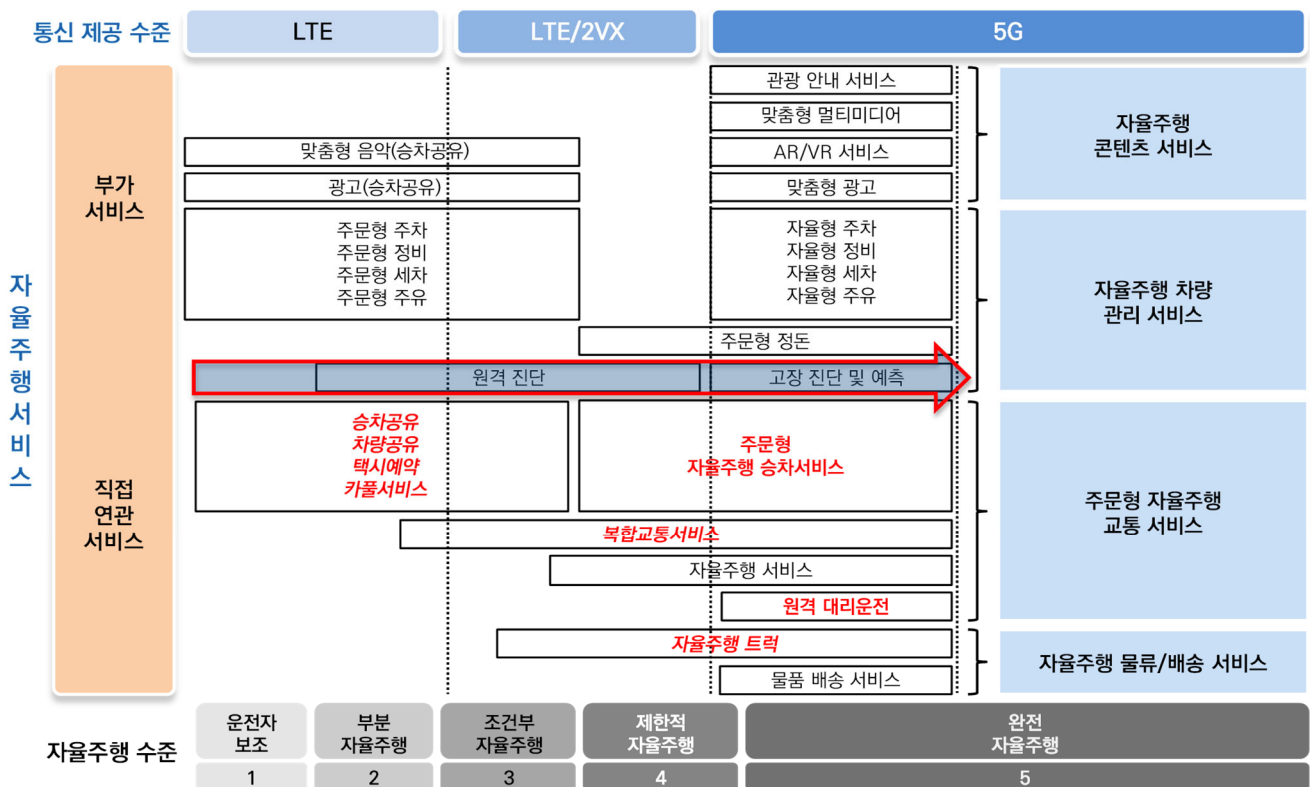 통신 제공 수준
LTE
LTE/2VX
5G
자율주행서비스
부가
서비스
관광 안내 서비스
맞춤형 멀티미디어
맞춤형 음악(승차공유)
AR/VR 서비스
광고(승차공유)
맞춤형 광고
자율주행
콘텐츠 서비스
주문형 주차
주문형 정비
주문형 세차
주문형 주유
자율형 주차
자율형 정비
자율형 세차
자율형 주유
주문형 정돈
원격 진단
고장 진단 및 예측
자율주행 차량
관리 서비스
직접
연관
서비스
승차공유
차량공유
택시예약
카풀서비스
주문형
자율주행 승차서비스
복합교통서비스
자율주행 서비스
원격 대리운전
주문형 자율주행
교통 서비스
자율주행 트럭
물품 배송 서비스
자율주행 물류/배송 서비스
자율주행 수준
운전자
보조
부분
자율주행
조건부
자율주행
제한적
자율주행
완전
자율주행
1
2
3
4
5